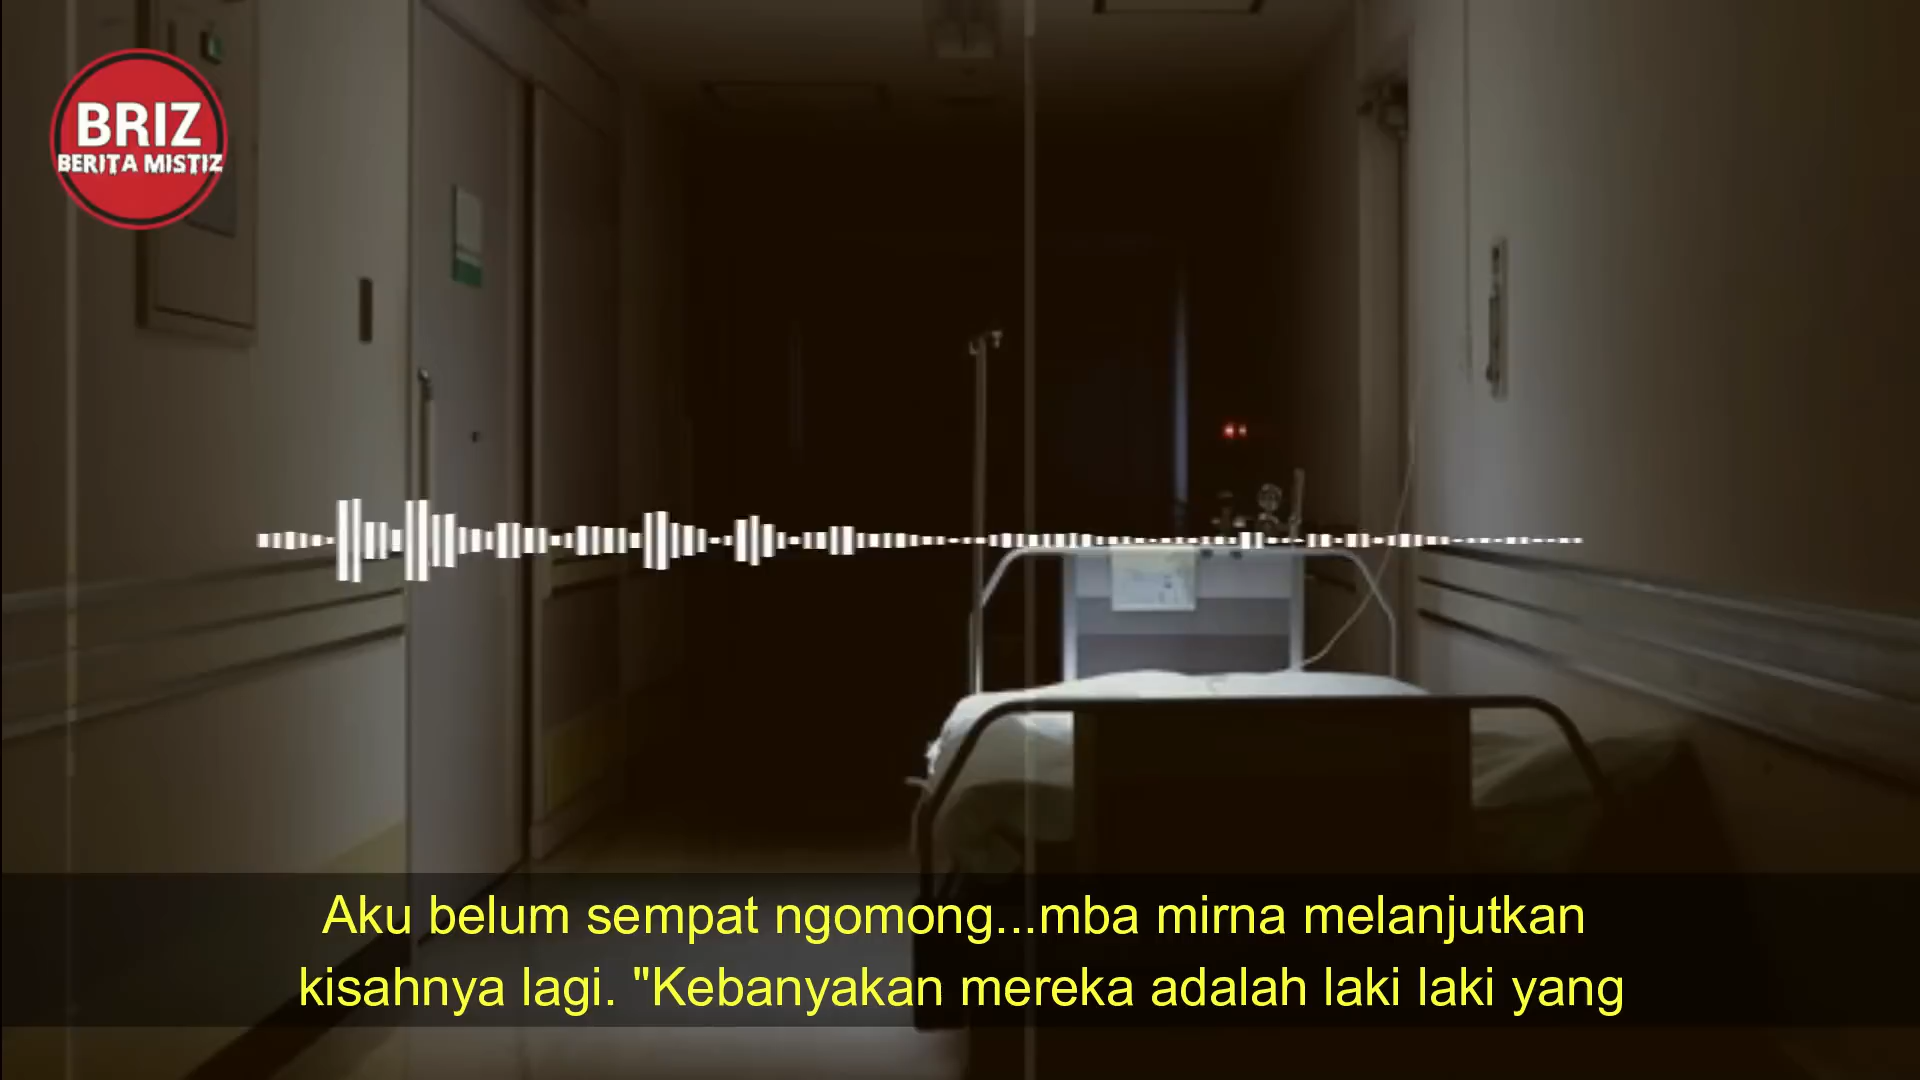 BRIZ
BERITA MISTIZ
Aku belum sempat ngomong...mba mirna melanjutkan
kisahnya lagi. "Kebanyakan mereka adalah laki laki yang